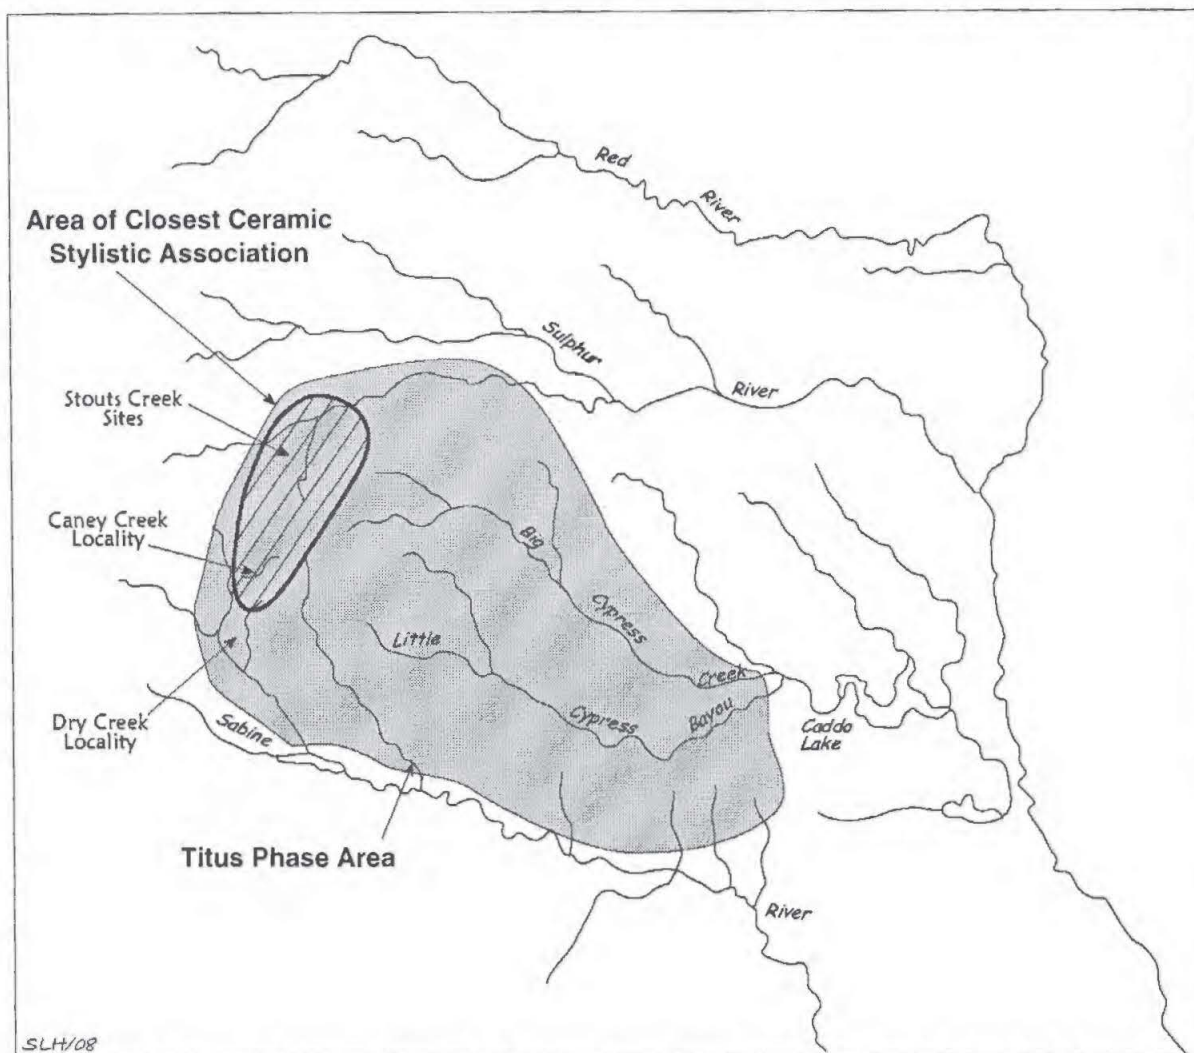 Red
River
Area of Closest Ceramic
Stylistic Association
Sulphur
River
Stouts Creek
Sites
Caney Creek
Locality
Big
Cypress
Creek
Little
Cypress
Bayou
Caddo
Lake
Dry Creek
Locality
Sabine
River
Titus Phase Area
SLH/08